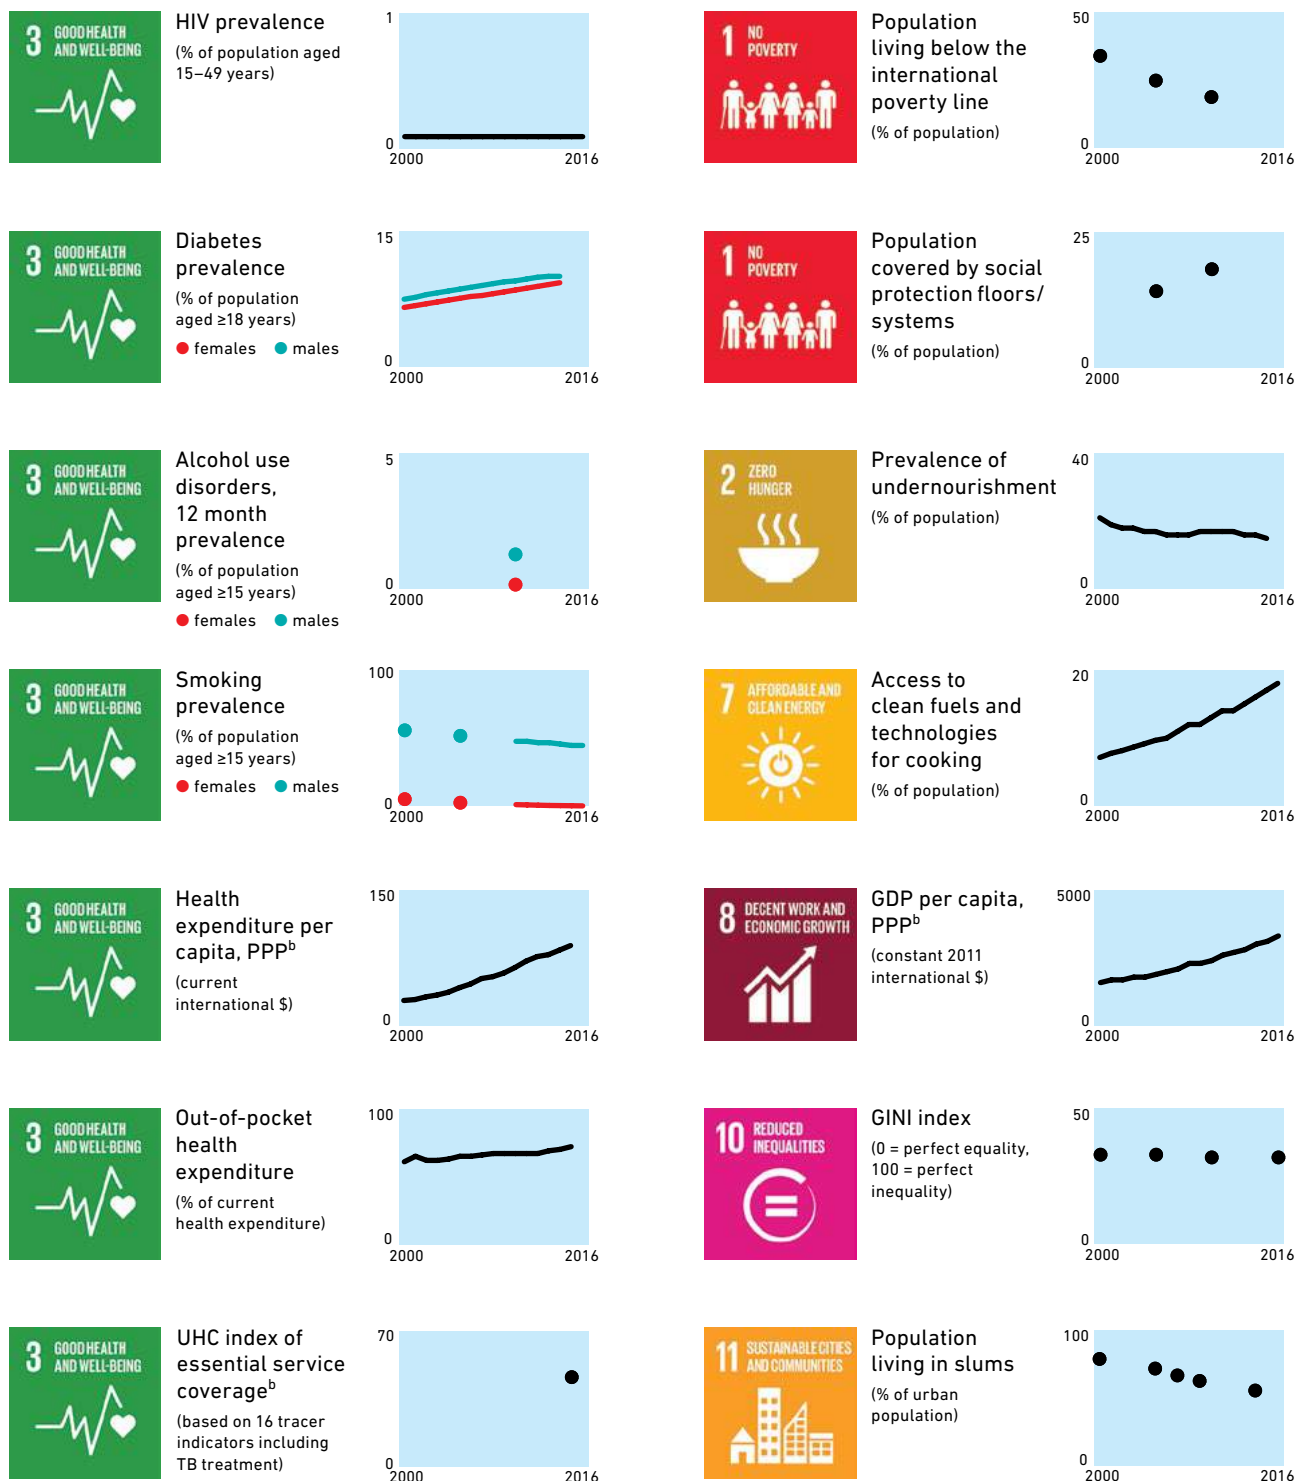 3 GOOD HEALTH
AND WELL-BEING
HIV prevalence
(% of population aged
15–49 years)
1
0
2000 2016
3 GOOD HEALTH
AND WELL-BEING
Diabetes
prevalence
(% of population
aged ≥18 years)
females males
15
0
2000 2016
3 GOOD HEALTH
AND WELL-BEING
Alcohol use
disorders,
12 month
prevalence
(% of population
aged ≥15 years)
females males
5
0
2000 2016
3 GOOD HEALTH
AND WELL-BEING
Smoking
prevalence
(% of population
aged ≥15 years)
females males
100
0
2000 2016
3 GOOD HEALTH
AND WELL-BEING
Health
expenditure per
capita, PPPb
(current
international $)
150
0
2000 2016
3 GOOD HEALTH
AND WELL-BEING
Out-of-pocket
health
expenditure
(% of current
health expenditure)
100
0
2000 2016
3 GOOD HEALTH
AND WELL-BEING
UHC index of
essential service
coverageb
(based on 16 tracer
indicators including
TB treatment)
70
0
2000 2016
1 NO
POVERTY
Population
living below the
international
poverty line
(% of population)
50
0
2000 2016
1 NO
POVERTY
Population
covered by social
protection floors/
systems
(% of population)
25
0
2000 2016
2 ZERO
HUNGER
Prevalence of
undernourishment
(% of population)
40
0
2000 2016
7 AFFORDABLE AND
CLEAN ENERGY
Access to
clean fuels and
technologies
for cooking
(% of population)
20
0
2000 2016
8 DECENT WORK AND
ECONOMIC GROWTH
GDP per capita,
PPPb
(constant 2011
international $)
5000
0
2000 2016
10 REDUCED
INEQUALITIES
GINI index
(0 = perfect equality,
100 = perfect
inequality)
50
0
2000 2016
11 SUSTAINABLE CITIES
AND COMMUNITIES
Population
living in slums
(% of urban
population)
100
0
2000 2016